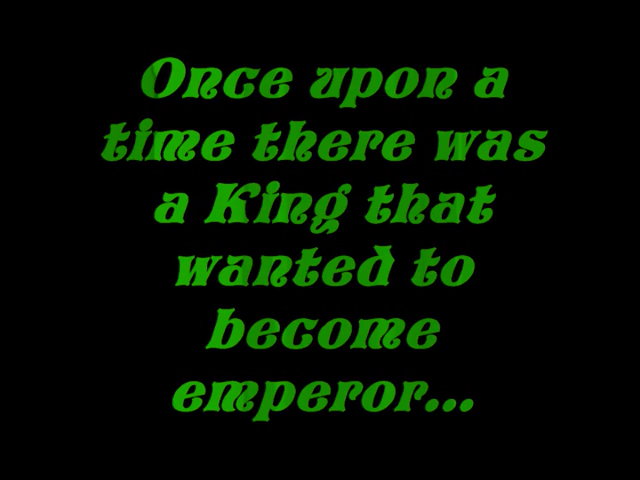 Once upon a
time there was
a King that
wanted to
become
emperor...